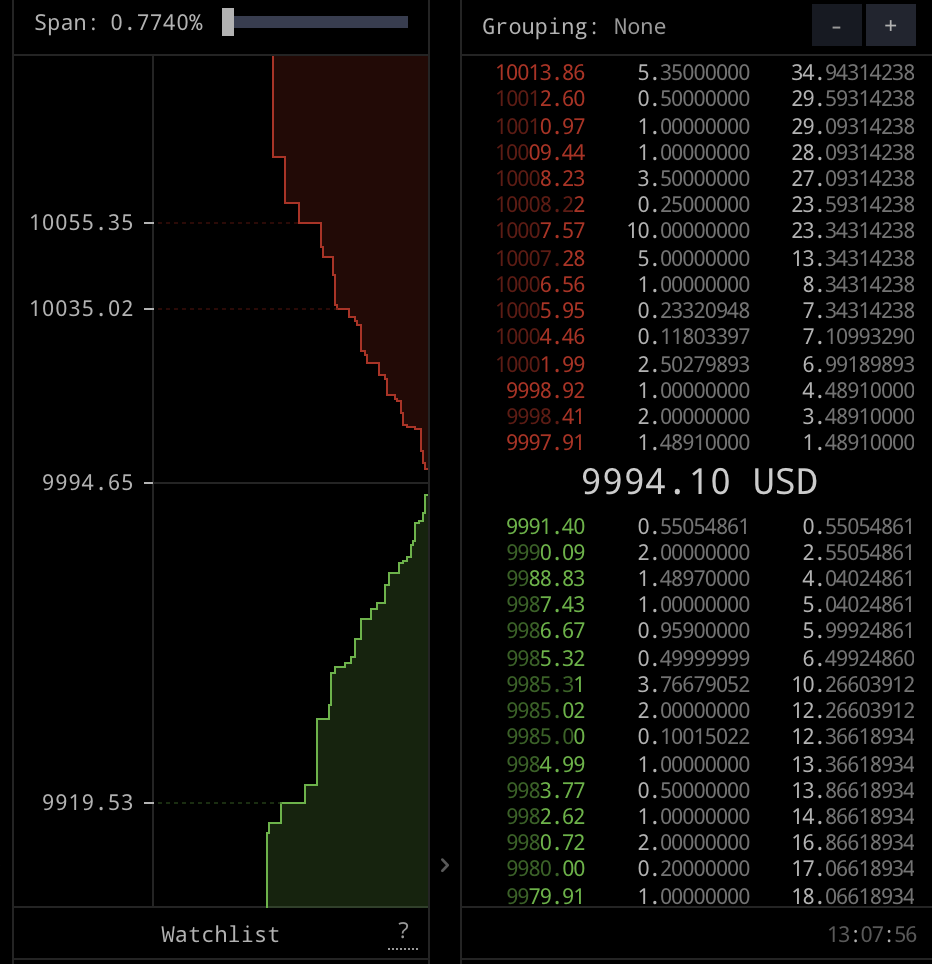 Span: 0.7740%
10055.35
10035.02
9994.65
9919.53
Watchlist ?
Grouping: None - +
10013.86 5.35000000 34.94314238
10012.60 0.50000000 29.59314238
10010.97 1.00000000 29.09314238
10009.44 1.00000000 28.09314238
10008.23 3.50000000 27.09314238
10008.22 0.25000000 23.59314238
10007.57 10.00000000 23.34314238
10007.28 5.00000000 13.34314238
10006.56 1.00000000 8.34314238
10005.95 0.23320948 7.34314238
10004.46 0.11803397 7.10993290
10001.99 2.50279893 6.99189893
9998.92 1.00000000 4.48910000
9998.41 2.00000000 3.48910000
9997.91 1.48910000 1.48910000
9994.10 USD
9991.40 0.55054861 0.55054861
9990.09 2.00000000 2.55054861
9988.83 1.48970000 4.04024861
9987.43 1.00000000 5.04024861
9986.67 0.95900000 5.99924861
9985.32 0.49999999 6.49924860
9985.31 3.76679052 10.26603912
9985.02 2.00000000 12.26603912
9985.00 0.10015022 12.36618934
9984.99 1.00000000 13.36618934
9983.77 0.50000000 13.86618934
9982.62 1.00000000 14.86618934
9980.72 2.00000000 16.86618934
9980.00 0.20000000 17.06618934
9979.91 1.00000000 18.06618934
13:07:56